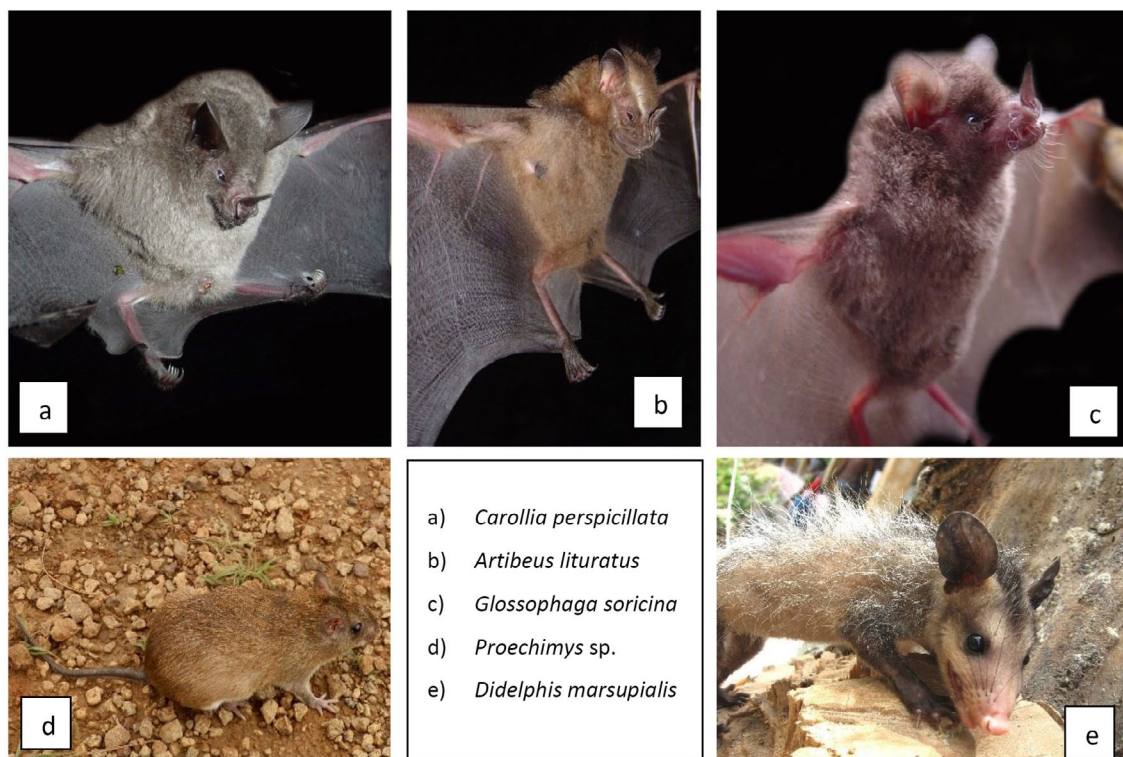 a
b
c
d
a) Carollia perspicillata
b) Artibeus lituratus
c) Glossophaga soricina
d) Proechimys sp.
e) Didelphis marsupialis
e